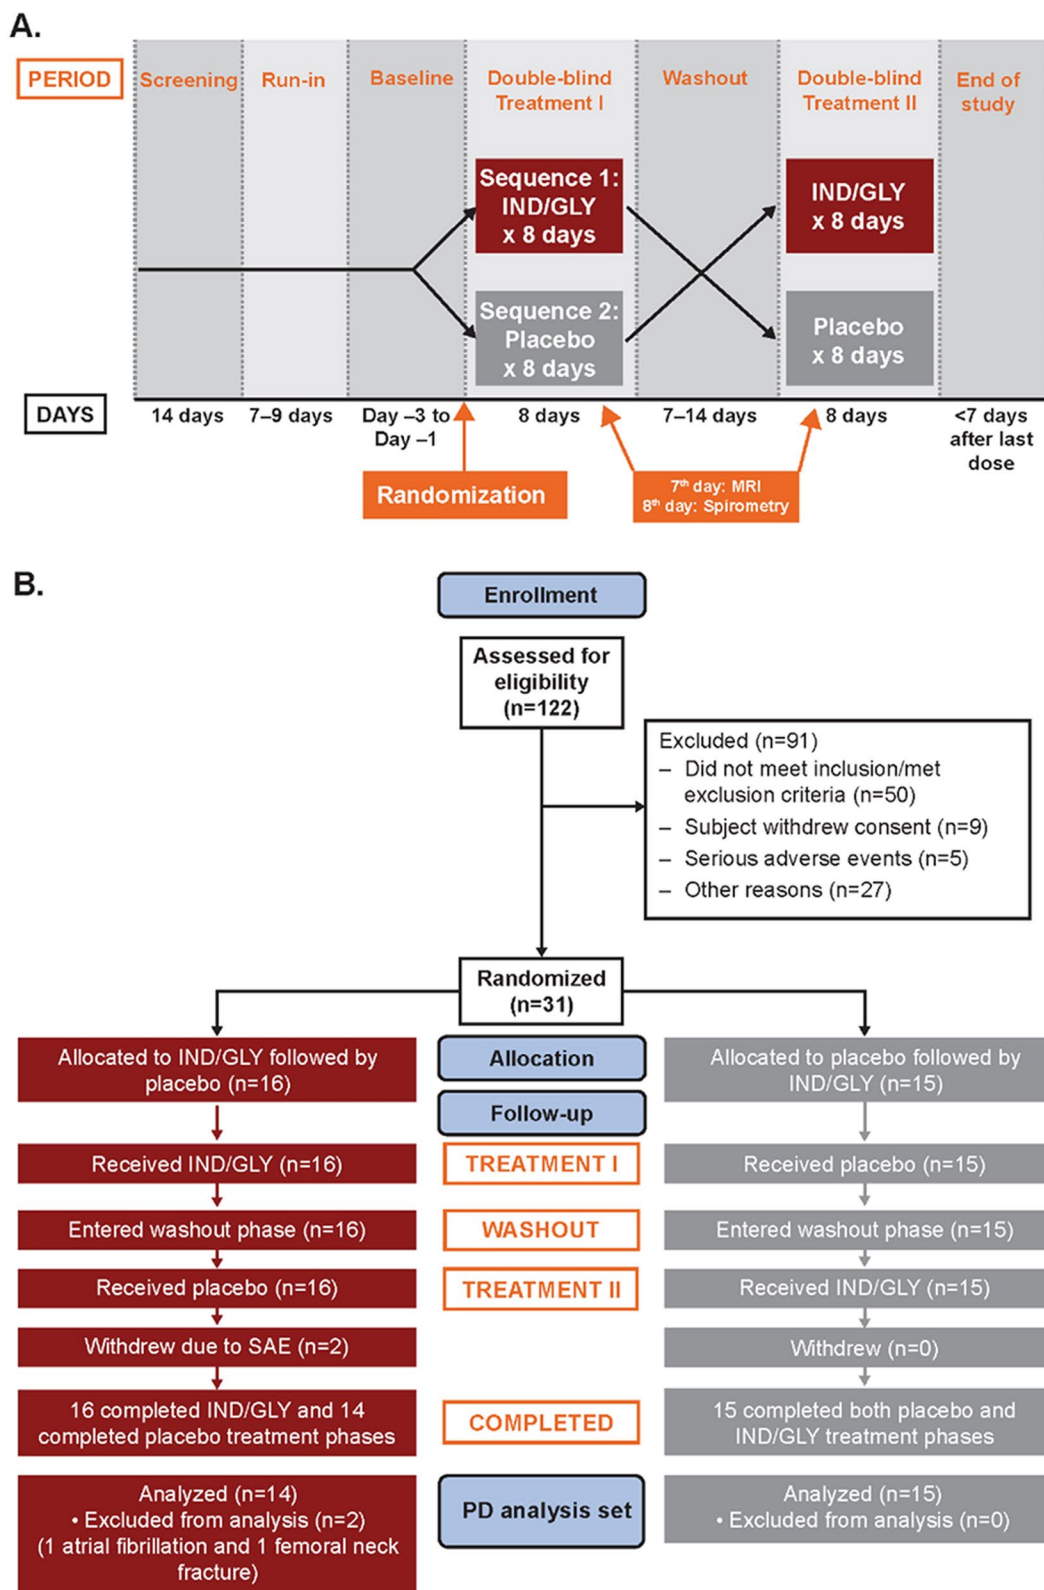 A.
PERIOD
Screening
Run-in
Baseline
Double-blind
Treatment I
Washout
Double-blind
Treatment II
End of
study
Sequence 1:
IND/GLY
x 8 days
IND/GLY
x 8 days
Sequence 2:
Placebo
x 8 days
Placebo
x 8 days
DAYS
14 days
7–9 days
Day –3 to
Day –1
8 days
7–14 days
8 days
<7 days
after last
dose
Randomization
7th day: MRI
8th day: Spirometry
B.
Enrollment
Assessed for
eligibility
(n=122)
Excluded (n=91)
– Did not meet inclusion/met
exclusion criteria (n=50)
– Subject withdrew consent (n=9)
– Serious adverse events (n=5)
– Other reasons (n=27)
Randomized
(n=31)
Allocated to IND/GLY followed by
placebo (n=16)
Allocation
Allocated to placebo followed by
IND/GLY (n=15)
Follow-up
Received IND/GLY (n=16)
TREATMENT I
Received placebo (n=15)
Entered washout phase (n=16)
WASHOUT
Entered washout phase (n=15)
Received placebo (n=16)
TREATMENT II
Received IND/GLY (n=15)
Withdrew due to SAE (n=2)
Withdrew (n=0)
16 completed IND/GLY and 14
completed placebo treatment phases
COMPLETED
15 completed both placebo and
IND/GLY treatment phases
Analyzed (n=14)
• Excluded from analysis (n=2)
(1 atrial fibrillation and 1 femoral neck
fracture)
PD analysis set
Analyzed (n=15)
• Excluded from analysis (n=0)